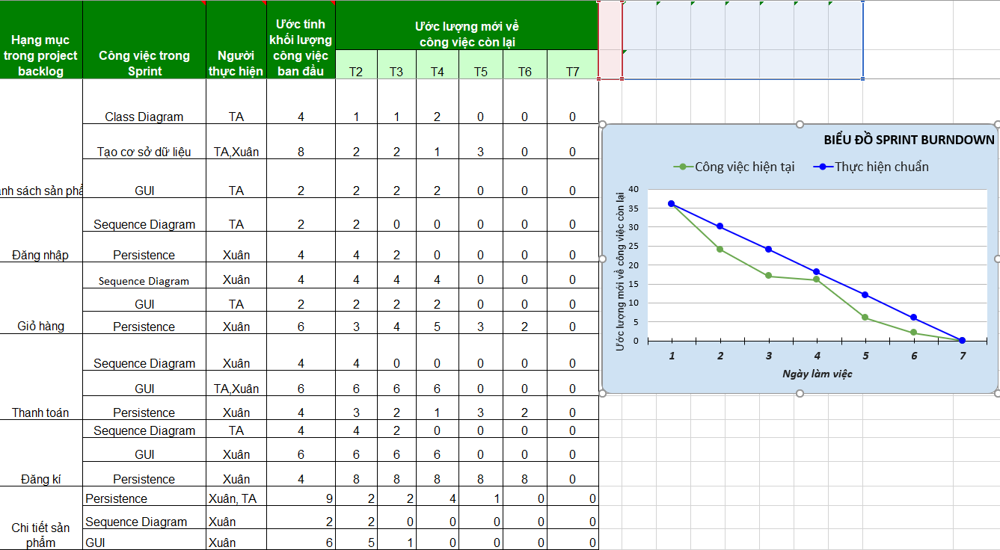 Hạng mục
trong project
backlog
Công việc trong
Sprint
Người
thực hiện
Ước tính
khối lượng
công việc
ban đầu
Ước lượng mới về
công việc còn lại
T2 T3 T4 T5 T6 T7
Class Diagram TA 4 1 1 2 0 0 0
Tạo cơ sở dữ liệu TA,Xuân 8 2 2 1 3 0 0
sách sản GUI TA 2 2 2 2 0 0 0
Sequence Diagram TA 2 2 0 0 0 0 0
Đăng nhập Persistence Xuân 4 4 2 0 0 0 0
Sequence Diagram Xuân 4 4 4 4 0 0 0
GUI TA 2 2 2 2 0 0 0
Giỏ hàng Persistence Xuân 6 3 4 5 3 2 0
Sequence Diagram Xuân 4 4 0 0 0 0 0
GUI TA,Xuân 6 6 6 6 0 0 0
Thanh toán Persistence Xuân 4 3 2 1 3 2 0
Sequence Diagram TA 4 4 2 0 0 0 0
GUI Xuân 6 6 6 6 0 0 0
Đăng kí Persistence Xuân 4 8 8 8 8 8 0
Persistence Xuân, TA 9 2 2 4 1 0 0
Chi tiết sản
phẩm
Sequence Diagram Xuân 2 2 0 0 0 0 0
GUI Xuân 6 5 1 0 0 0 0
BIỂU ĐỒ SPRINT BURNDOWN
Công việc hiện tại Thực hiện chuẩn
Ước lượng mới về công việc còn lại
40
35
30
25
20
15
10
5
0
1 2 3 4 5 6 7
Ngày làm việc